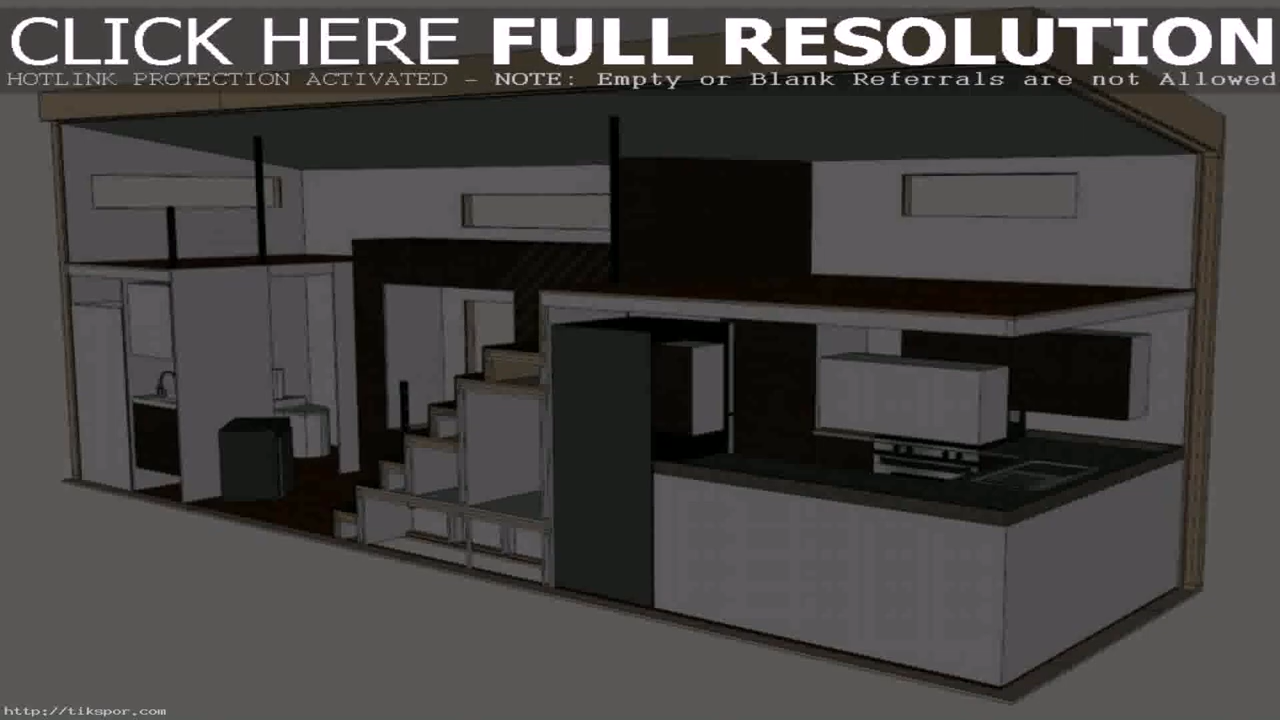 CLICK HERE FULL RESOLUTION
HOTLINK PROTECTION ACTIVATED - NOTE: Empty or Blank Referrals are not Allowed
http://tikspor.com